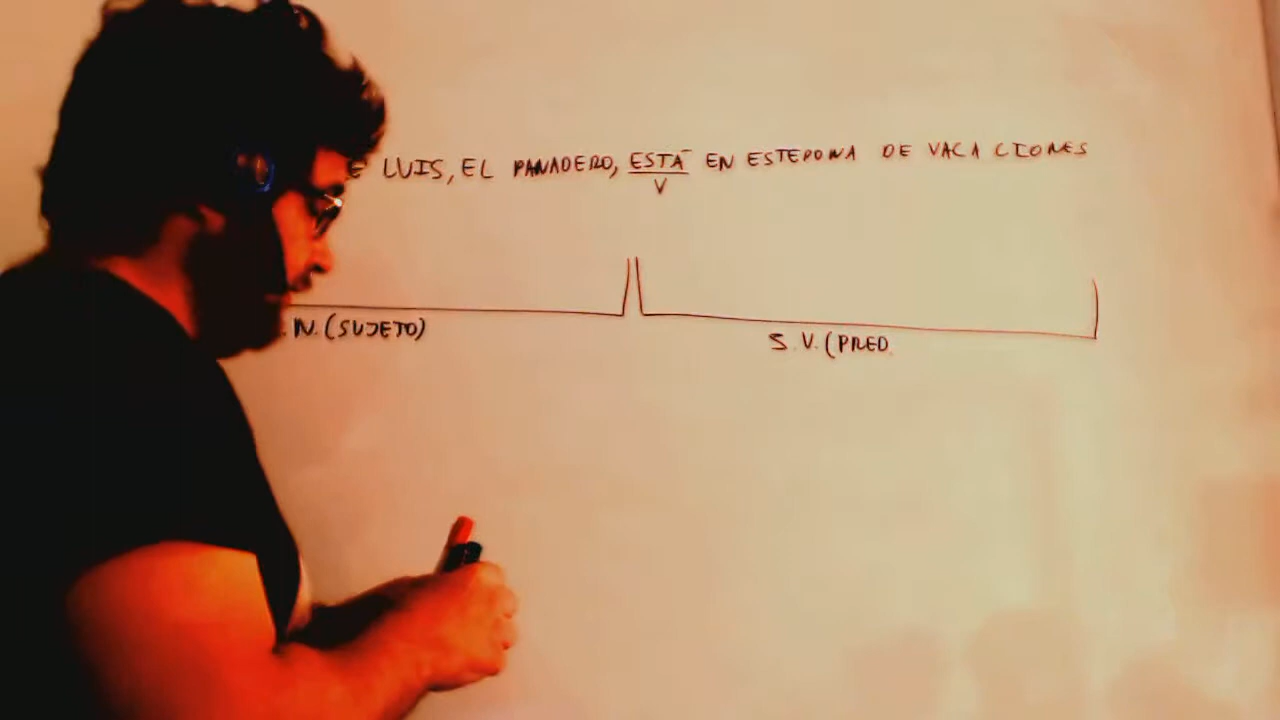 E LUIS, EL PANADERO, ESTÁ EN ESTEPONA DE VACACIONES
V
.N. (SUJETO)
S.V. (PRED.